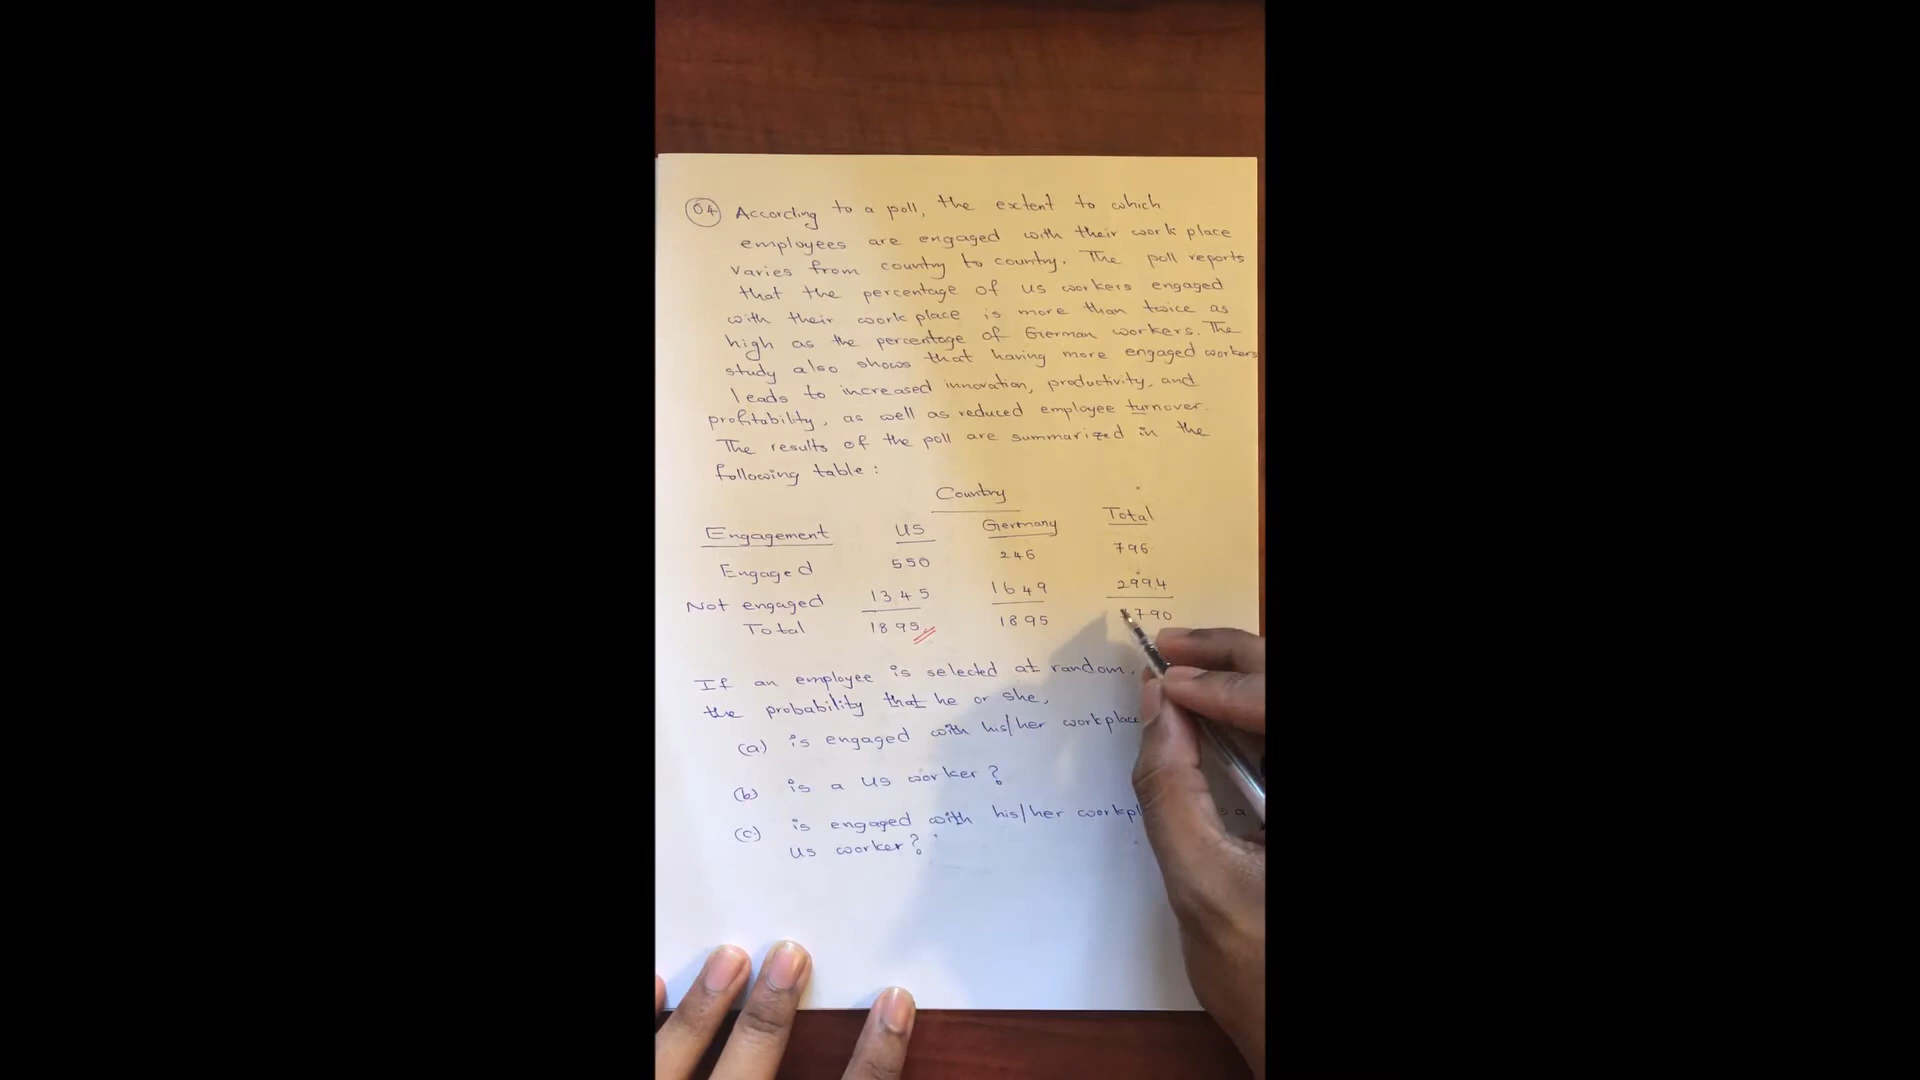 04 According to a poll, the extent to which
employees are engaged with their work place
varies from country to country. The poll reports
that the percentage of us workers engaged
with their work place is more than twice as
high as the percentage of German workers. The
study also shows that having more engaged workers
leads to increased innovation, productivity, and
profitability, as well as reduced employee turnover.
The results of the poll are summarized in the
following table:
Country
Engagement US Germany Total
Engaged 550 246 796
Not engaged 1345 1649 2994
Total 1895 1895 3790
If an employee is selected at random.
the probability that he or she,
(a) is engaged with his/her workplace
(b) is a us worker?
(c) is engaged with his/her a
us worker?